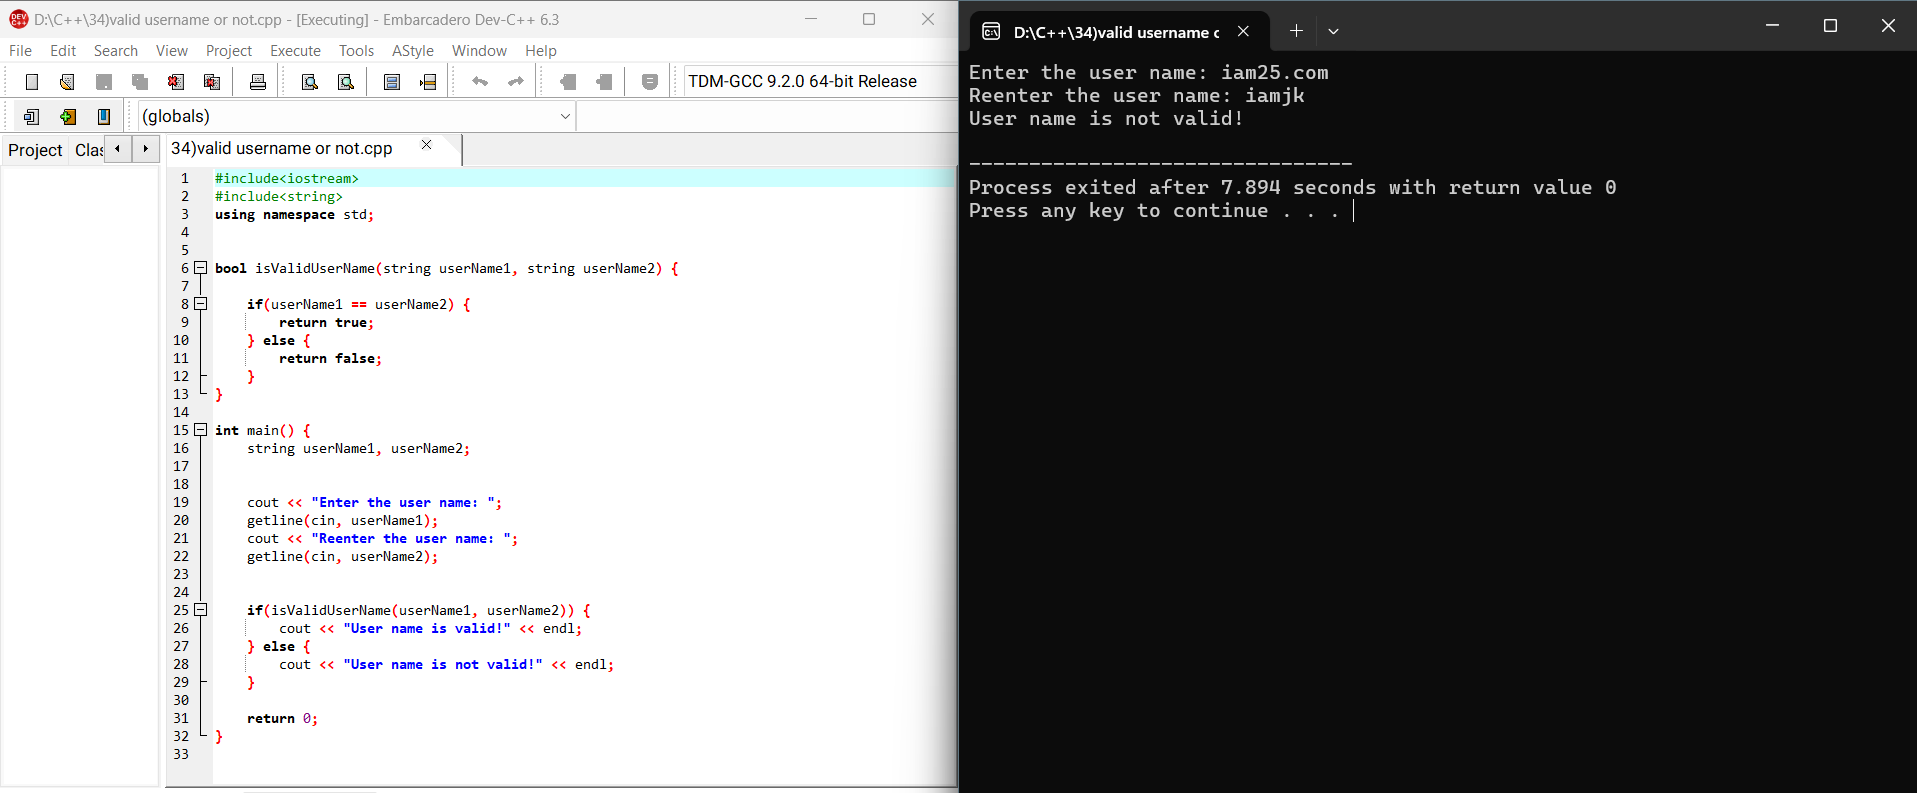 D:\C++\34)valid username or not.cpp - [Executing] - Embarcadero Dev-C++ 6.3
File Edit Search View Project Execute Tools AStyle Window Help
TDM-GCC 9.2.0 64-bit Release
(globals)
Project Clas
34)valid username or not.cpp
1 #include<iostream>
2 #include<string>
3 using namespace std;
4
5
6 bool isValidUserName(string userName1, string userName2) {
7
8 if(userName1 == userName2) {
9 return true;
10 } else {
11 return false;
12 }
13 }
14
15 int main() {
16 string userName1, userName2;
17
18
19 cout << "Enter the user name: ";
20 getline(cin, userName1);
21 cout << "Reenter the user name: ";
22 getline(cin, userName2);
23
24
25 if(isValidUserName(userName1, userName2)) {
26 cout << "User name is valid!" << endl;
27 } else {
28 cout << "User name is not valid!" << endl;
29 }
30
31 return 0;
32 }
33
D:\C++\34)valid username o
Enter the user name: iam25.com
Reenter the user name: iamjk
User name is not valid!
--------------------------------
Process exited after 7.894 seconds with return value 0
Press any key to continue . . .